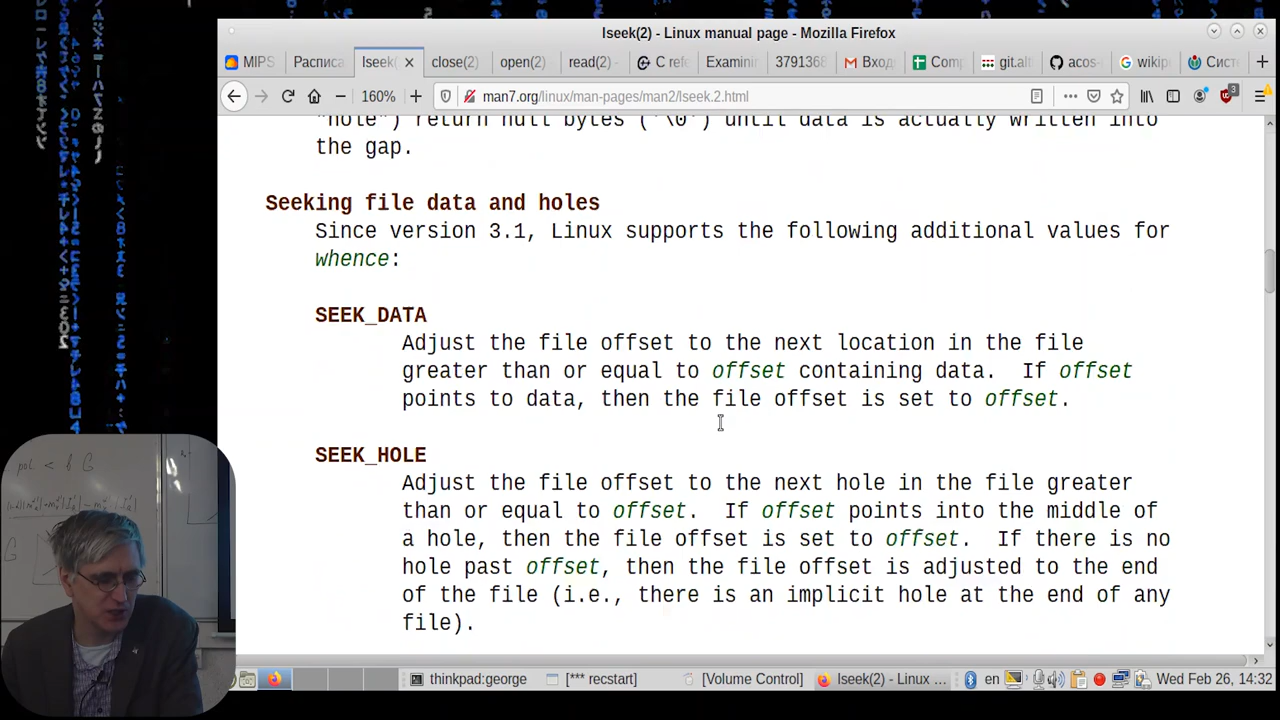 lseek(2) - Linux manual page - Mozilla Firefox
MIPS Расписа lseek( close(2) open(2) read(2) - C refe Examinin 3791368 Вход Comp git.alt acos- wikip Систе
160% man7.org/linux/man-pages/man2/lseek.2.html
"hole") return null bytes ('\0') until data is actually written into
the gap.
Seeking file data and holes
Since version 3.1, Linux supports the following additional values for
whence:
SEEK_DATA
Adjust the file offset to the next location in the file
greater than or equal to offset containing data. If offset
points to data, then the file offset is set to offset.
SEEK_HOLE
Adjust the file offset to the next hole in the file greater
than or equal to offset. If offset points into the middle of
a hole, then the file offset is set to offset. If there is no
hole past offset, then the file offset is adjusted to the end
of the file (i.e., there is an implicit hole at the end of any
file).
thinkpad:george [*** recstart] [Volume Control] lseek(2) - Linux ... en Wed Feb 26, 14:32